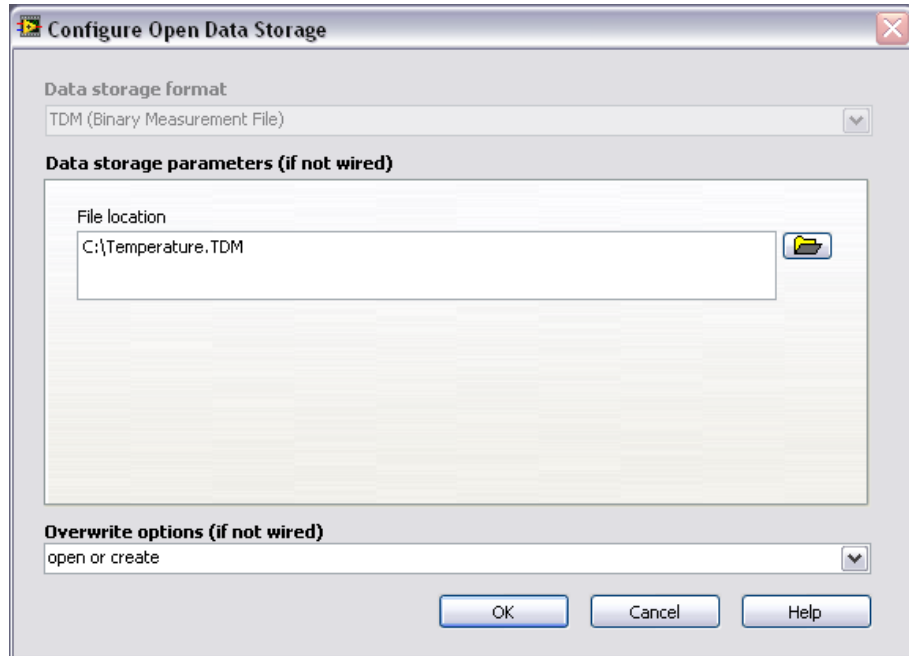 Configure Open Data Storage
Data storage format
TDM (Binary Measurement File)
Data storage parameters (if not wired)
File location
C:\Temperature.TDM
Overwrite options (if not wired)
open or create
OK Cancel Help